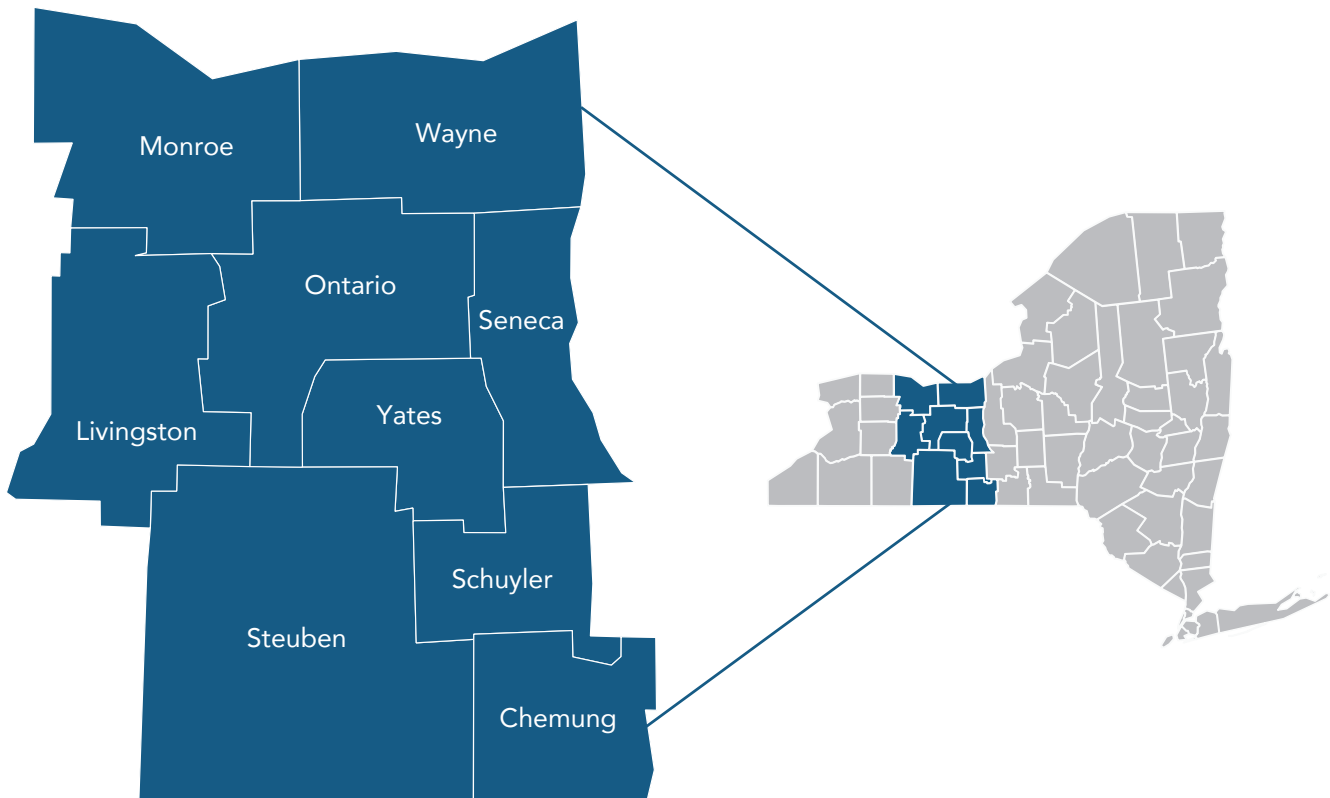 Monroe
Wayne
Ontario
Seneca
Yates
Livingston
Schuyler
Steuben
Chemung